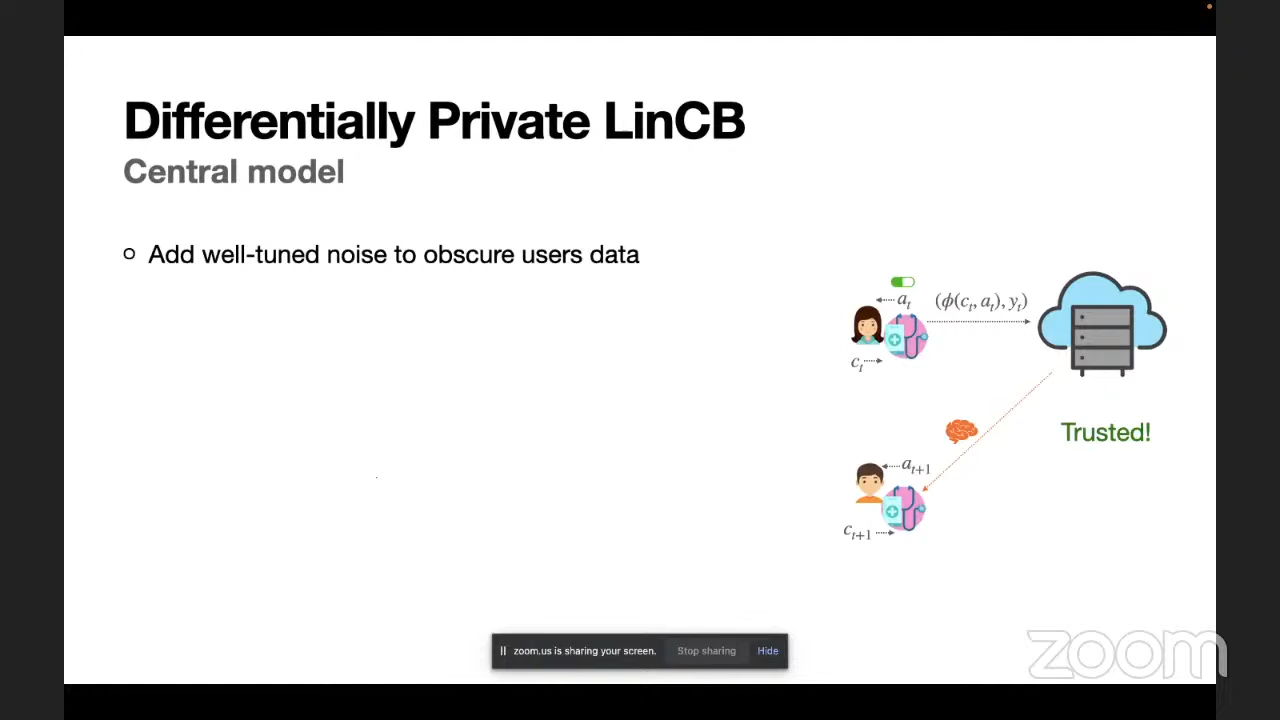 Differentially Private LinCB
Central model
Add well-tuned noise to obscure users data
a_t
(ϕ(c_t, a_t), y_t)
c_t
Trusted!
a_{t+1}
c_{t+1}
zoom.us is sharing your screen. Stop sharing Hide
zoom